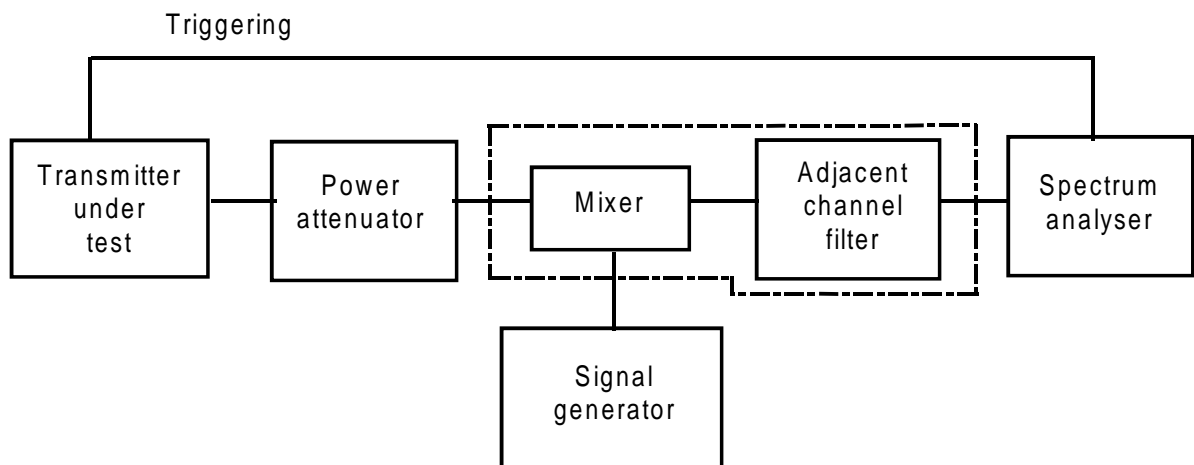 Triggering
Transmitter
under
test
Power
attenuator
Mixer
Adjacent
channel
filter
Spectrum
analyser
Signal
generator